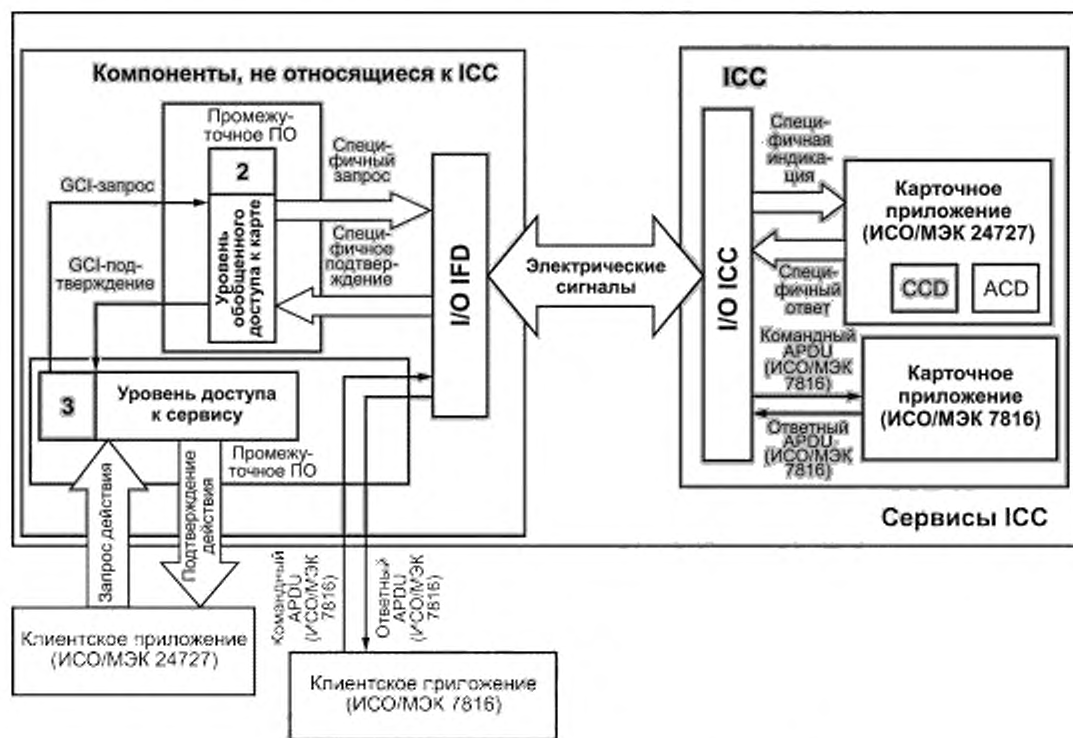 Компоненты, не относящиеся к ICC
Промежу-
точное ПО
2
Уровень
обобщенного
доступа к карте
GCI-запрос
GCI-под-
тверждение
Специ-
фичный
запрос
Специ-
фичное
подтверж-
дение
I/O IFD
3
Уровень доступа
к сервису
Промежу-
точное ПО
Электрические
сигналы
ICC
I/O ICC
Специ-
фичная
индика-
ция
Специ-
фичный
ответ
Карточное
приложение
(ИСО/МЭК 24727)
CCD
ACD
Командный
APDU
(ИСО/МЭК
7816)
Ответный
APDU
(ИСО/МЭК
7816)
Карточное
приложение
(ИСО/МЭК 7816)
Сервисы ICC
Запрос действия
Подтверждение
действия
Командный
APDU
(ИСО/МЭК
7816)
Ответный
APDU
(ИСО/МЭК
7816)
Клиентское приложение
(ИСО/МЭК 24727)
Клиентское приложение
(ИСО/МЭК 7816)